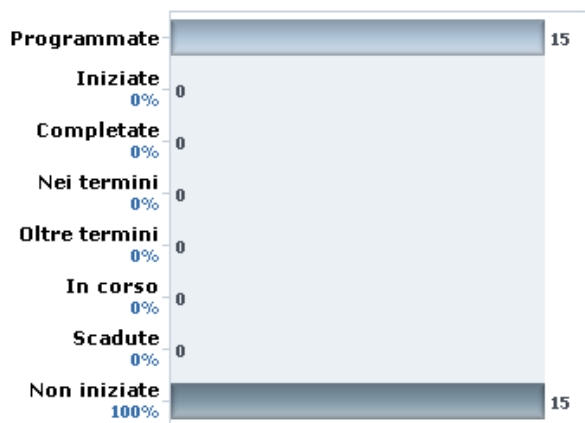 Programmate 15
Iniziate
0% 0
Completate
0% 0
Nei termini
0% 0
Oltre termini
0% 0
In corso
0% 0
Scadute
0% 0
Non iniziate
100% 15